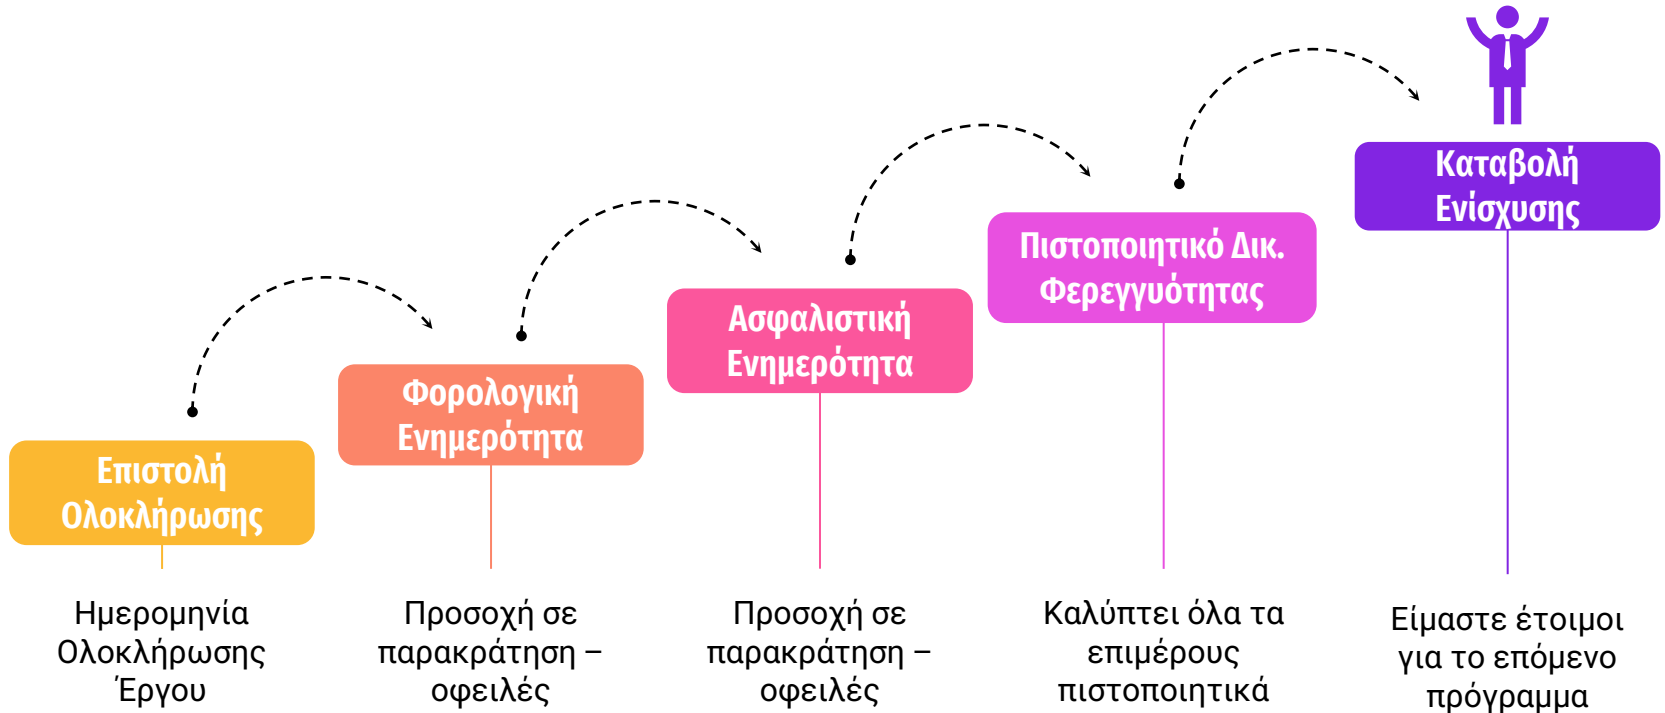 Επιστολή
Ολοκλήρωσης
Ημερομηνία
Ολοκλήρωσης
Έργου
Φορολογική
Ενημερότητα
Προσοχή σε
παρακράτηση –
οφειλές
Ασφαλιστική
Ενημερότητα
Προσοχή σε
παρακράτηση –
οφειλές
Πιστοποιητικό Δικ.
Φερεγγυότητας
Καλύπτει όλα τα
επιμέρους
πιστοποιητικά
Καταβολή
Ενίσχυσης
Είμαστε έτοιμοι
για το επόμενο
πρόγραμμα